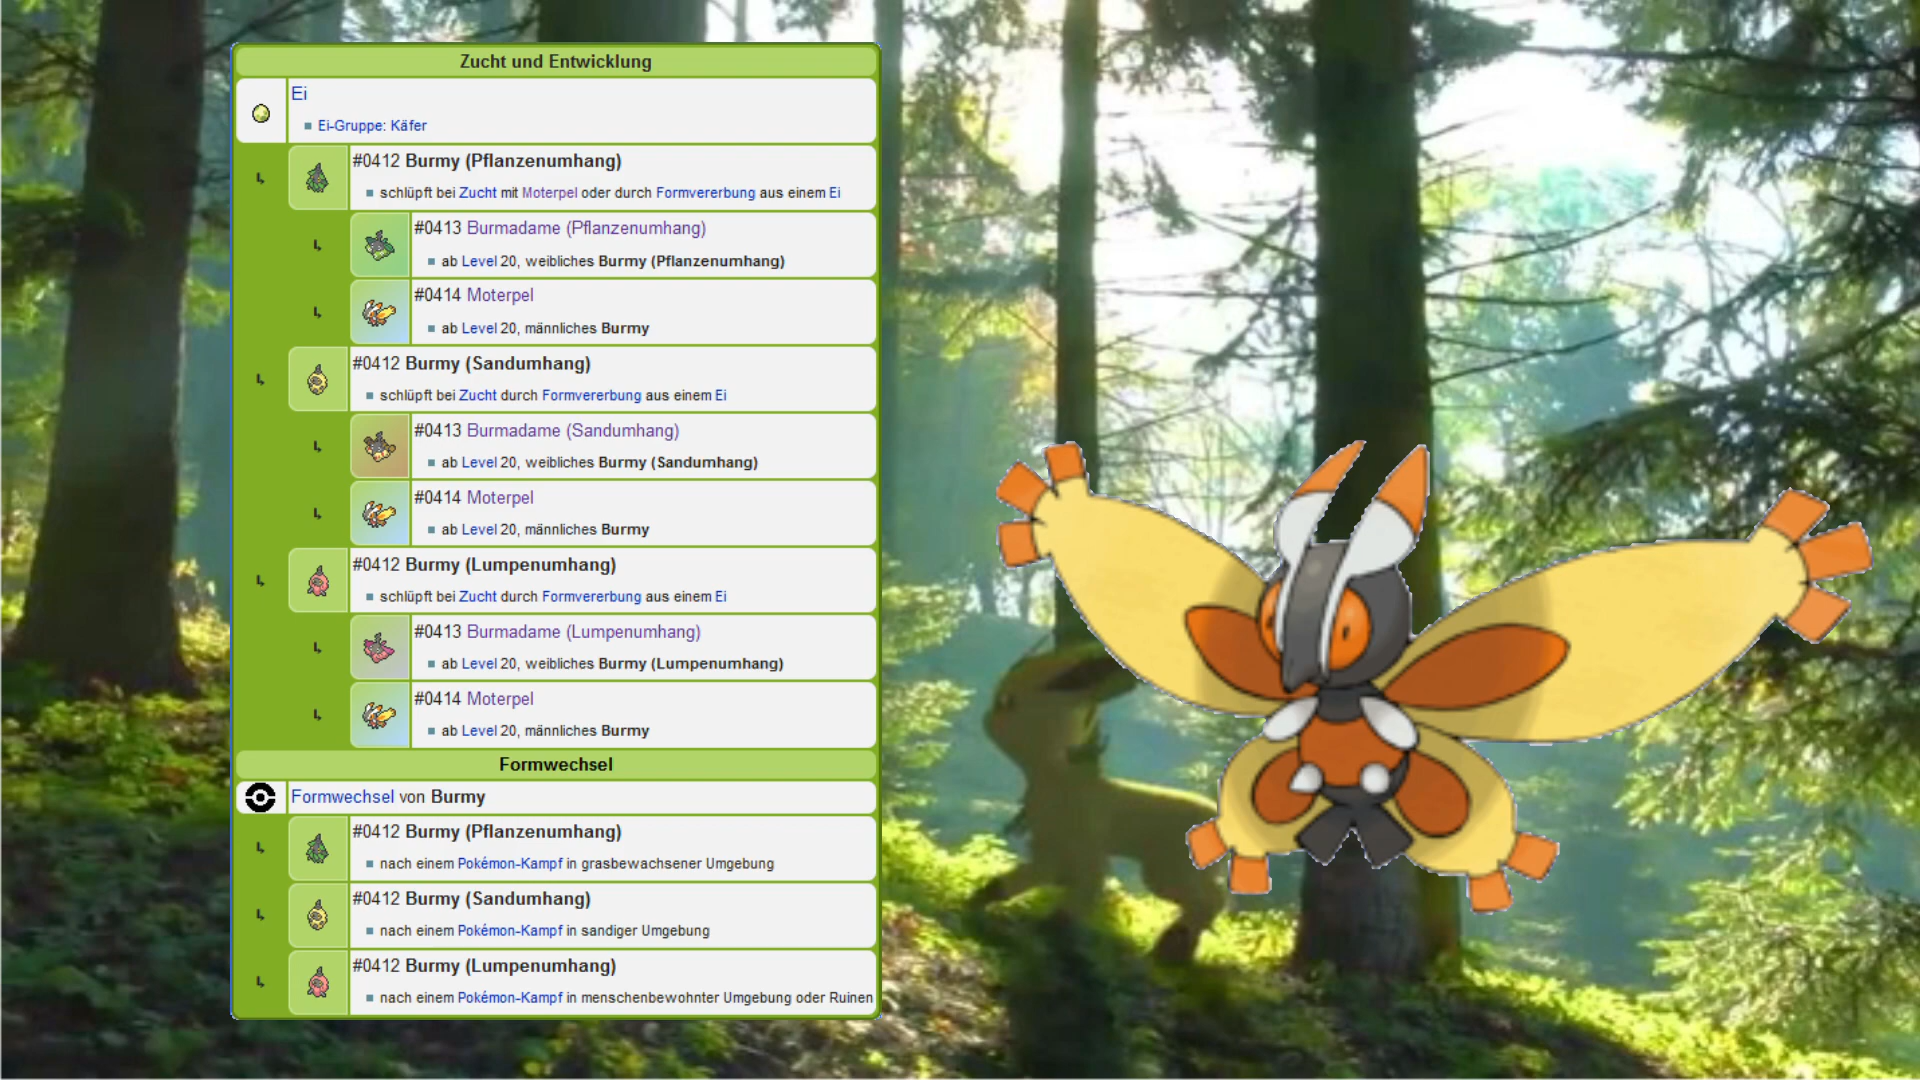 Zucht und Entwicklung
Ei
Ei-Gruppe: Käfer
#0412 Burmy (Pflanzenumhang)
schlüpft bei Zucht mit Moterpel oder durch Formvererbung aus einem Ei
#0413 Burmadame (Pflanzenumhang)
ab Level 20, weibliches Burmy (Pflanzenumhang)
#0414 Moterpel
ab Level 20, männliches Burmy
#0412 Burmy (Sandumhang)
schlüpft bei Zucht durch Formvererbung aus einem Ei
#0413 Burmadame (Sandumhang)
ab Level 20, weibliches Burmy (Sandumhang)
#0414 Moterpel
ab Level 20, männliches Burmy
#0412 Burmy (Lumpenumhang)
schlüpft bei Zucht durch Formvererbung aus einem Ei
#0413 Burmadame (Lumpenumhang)
ab Level 20, weibliches Burmy (Lumpenumhang)
#0414 Moterpel
ab Level 20, männliches Burmy
Formwechsel
Formwechsel von Burmy
#0412 Burmy (Pflanzenumhang)
nach einem Pokémon-Kampf in grasbewachsener Umgebung
#0412 Burmy (Sandumhang)
nach einem Pokémon-Kampf in sandiger Umgebung
#0412 Burmy (Lumpenumhang)
nach einem Pokémon-Kampf in menschenbewohnter Umgebung oder Ruinen